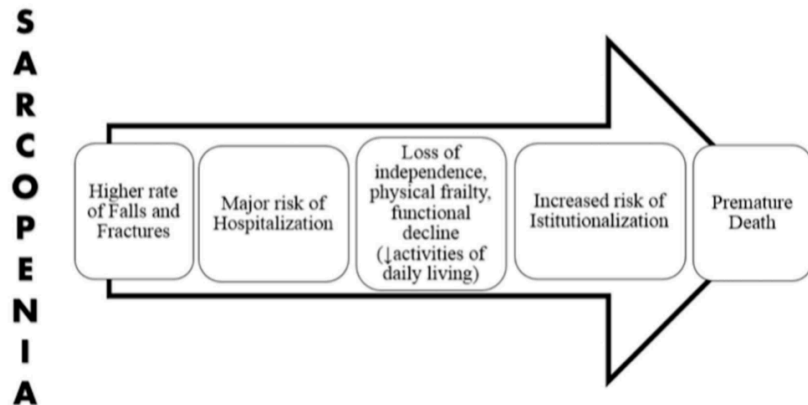 SARCOPENIA
Higher rate
of Falls and
Fractures
Major risk of
Hospitalization
Loss of
independence,
physical frailty,
functional
decline
(↓activities of
daily living)
Increased risk of
Istitutionalization
Premature
Death